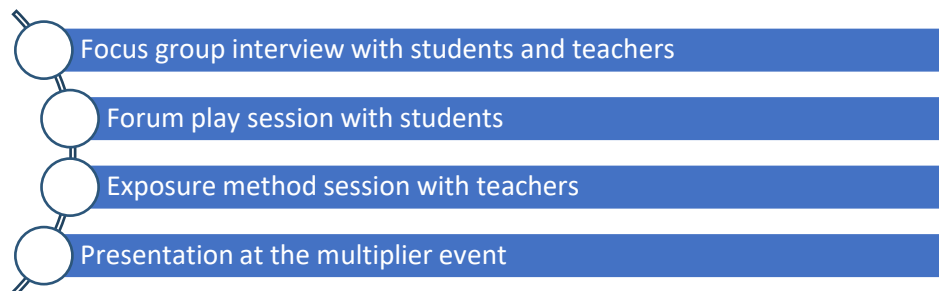 Focus group interview with students and teachers
Forum play session with students
Exposure method session with teachers
Presentation at the multiplier event